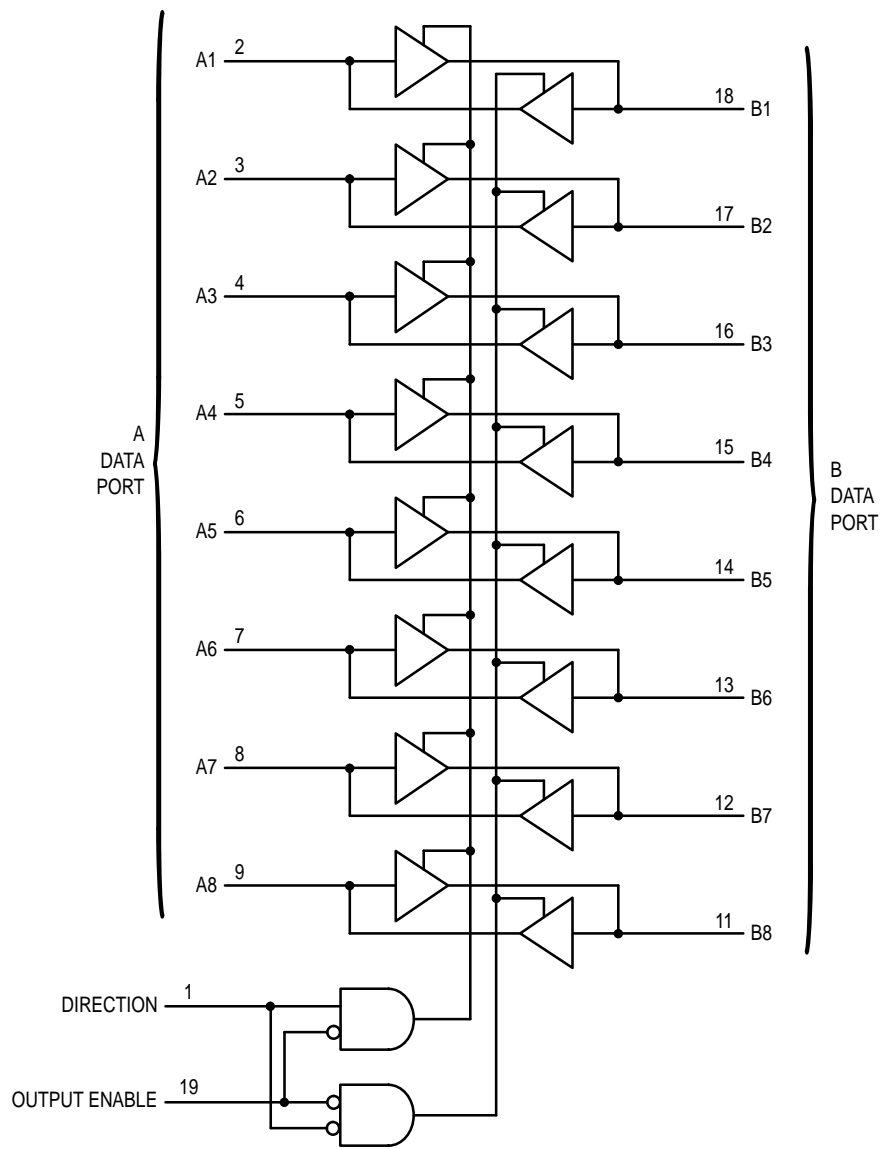 A1 2
18 B1
A2 3
17 B2
A3 4
16 B3
A4 5
15 B4
A
DATA
PORT
B
DATA
PORT
A5 6
14 B5
A6 7
13 B6
A7 8
12 B7
A8 9
11 B8
DIRECTION 1
OUTPUT ENABLE 19